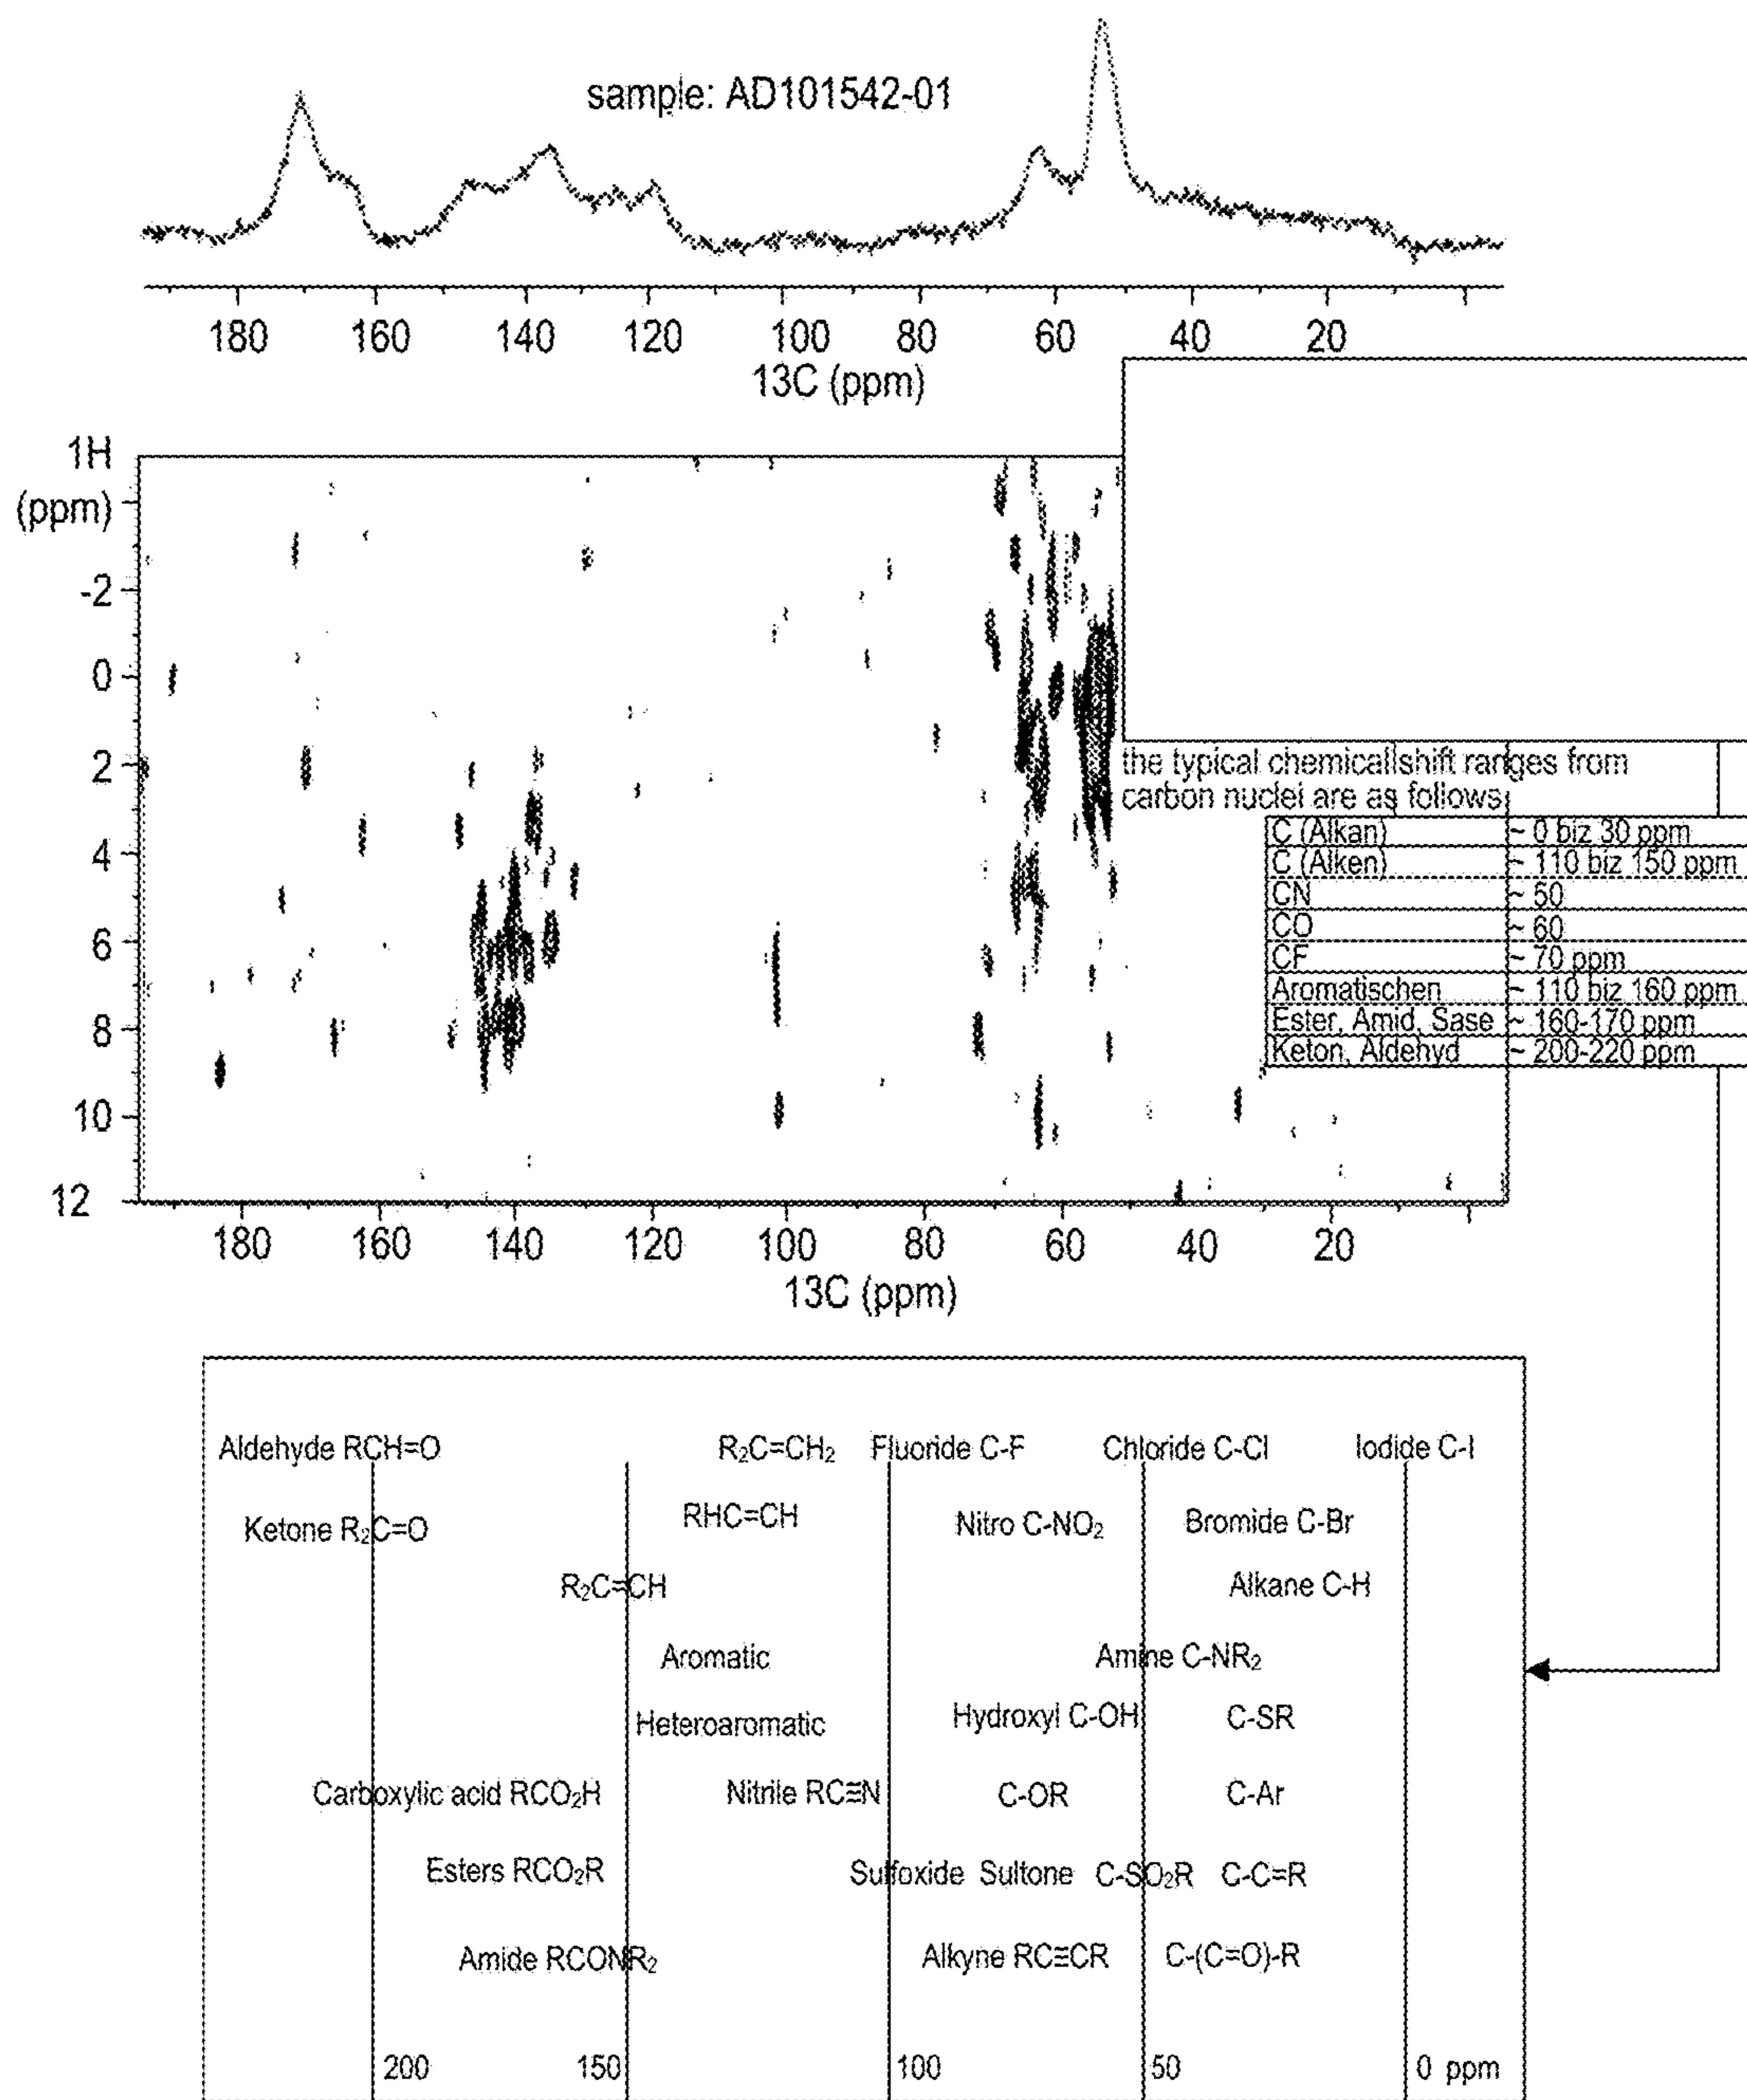 sample: AD101542-01
180 160 140 120 100 80 60 40 20
13C (ppm)
1H
(ppm)
-2
0
2
4
6
8
10
12
the typical chemical shift ranges from
carbon nuclei are as follows:
C (Alkan) ~ 0 biz 30 ppm
C (Alken) ~ 110 biz 150 ppm
CN ~ 50
CO ~ 60
CF ~ 70 ppm
Aromatischen ~ 110 biz 160 ppm
Ester, Amid, Sase ~ 160-170 ppm
Keton, Aldehyd ~ 200-220 ppm
180 160 140 120 100 80 60 40 20
13C (ppm)
Aldehyde RCH=O R₂C=CH₂ Fluoride C-F Chloride C-Cl Iodide C-I
Ketone R₂C=O RHC=CH Nitro C-NO₂ Bromide C-Br
R₂C=CH Alkane C-H
Aromatic Amine C-NR₂
Heteroaromatic Hydroxyl C-OH C-SR
Carboxylic acid RCO₂H Nitrile RC≡N C-OR C-Ar
Esters RCO₂R Sulfoxide Sultone C-SO₂R C-C=R
Amide RCONR₂ Alkyne RC≡CR C-(C=O)-R
200 150 100 50 0 ppm